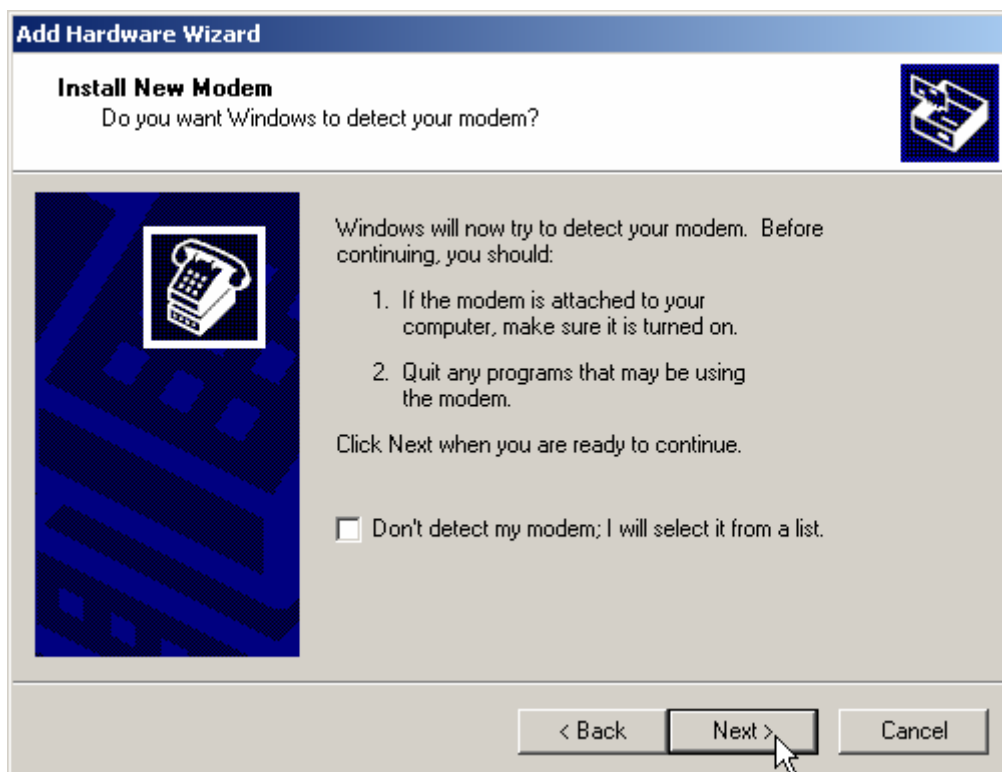 Add Hardware Wizard
Install New Modem
Do you want Windows to detect your modem?
Windows will now try to detect your modem.  Before
continuing, you should:
1. If the modem is attached to your
computer, make sure it is turned on.
2. Quit any programs that may be using
the modem.
Click Next when you are ready to continue.
Don't detect my modem; I will select it from a list.
< Back
Next >
Cancel